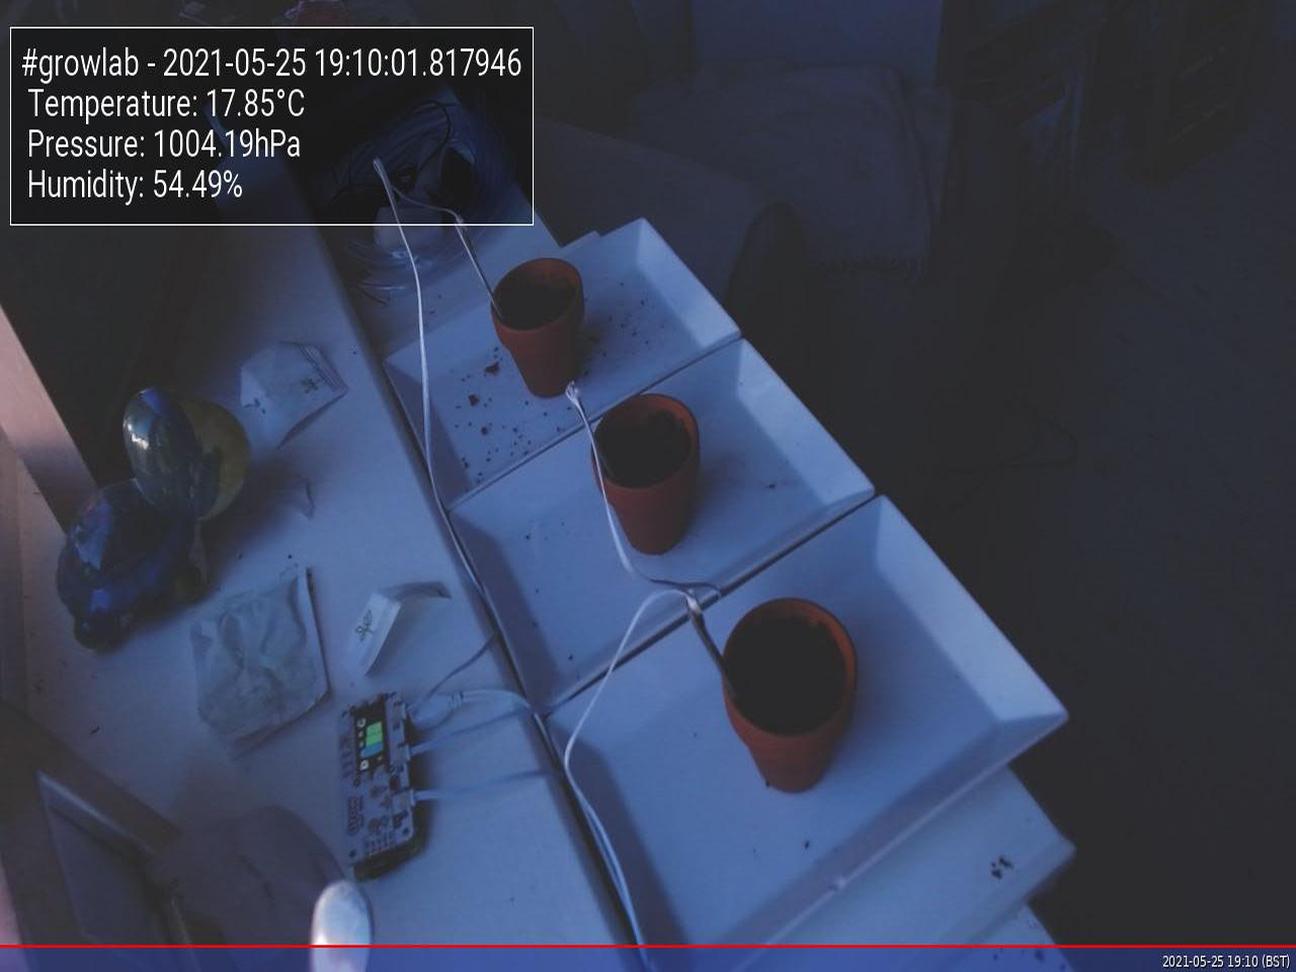 #growlab - 2021-05-25 19:10:01.817946
Temperature: 17.85°C
Pressure: 1004.19hPa
Humidity: 54.49%
2021-05-25 19:10 (BST)